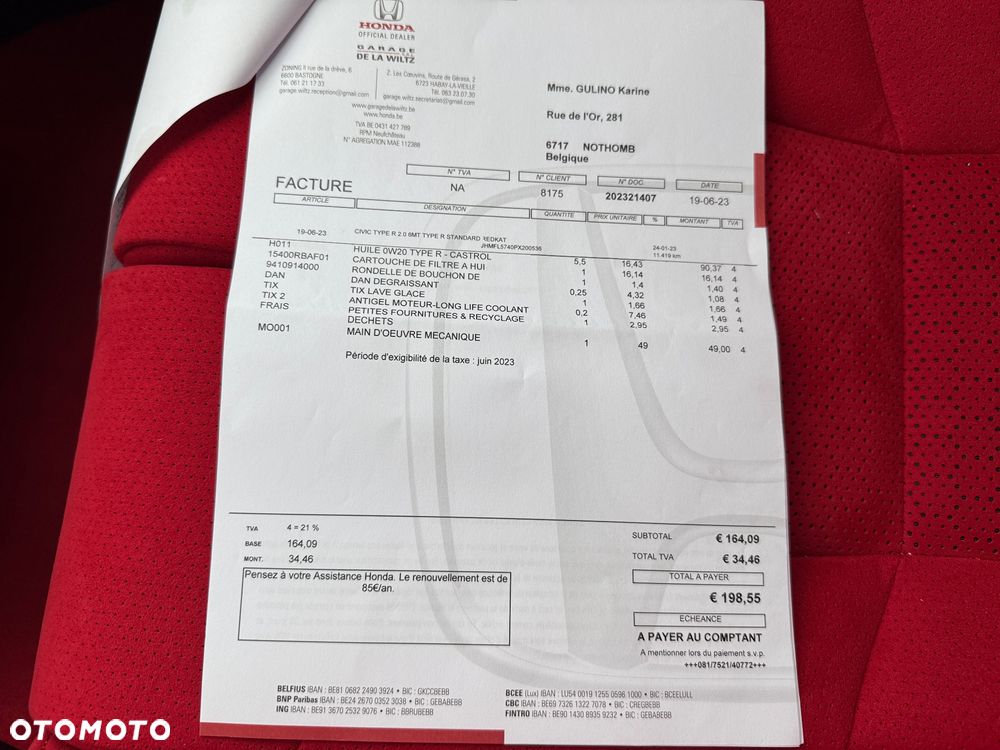 HONDA
OFFICIAL DEALER
GARAGE
DE LA WILTZ
ZONING II rue de la drève, 6
6600 BASTOGNE
Tél. 061 21 17 33
garage.wiltz.reception@gmail.com
2, Les Coeuvins, Route de Gérasa, 2
6723 HABAY-LA-VIEILLE
Tél. 063 23 07 30
garage.wiltz.secretariat@gmail.com
www.garagedelawiltz.be
www.honda.be
TVA BE 0431 427 789
RPM Neufchâteau
N° AGREGATION MAE 112388
Mme. GULINO Karine
Rue de l'Or, 281
6717 NOTHOMB
Belgique
FACTURE
N° TVA N° CLIENT N° DOC. DATE
NA 8175 202321407 19-06-23
ARTICLE DESIGNATION QUANTITE PRIX UNITAIRE % MONTANT TVA
19-06-23 CIVIC TYPE R 2.0 6MT TYPE R STANDARD REDKAT JHMFL5740PX200536 24-01-23 11.419 km
H011 HUILE 0W20 TYPE R - CASTROL 5,5 16,43 90,37 4
15400RBAF01 CARTOUCHE DE FILTRE A HUI 1 16,14 16,14 4
9410914000 RONDELLE DE BOUCHON DE 1 1,4 1,40 4
DAN DAN DEGRAISSANT 0,25 4,32 1,08 4
TIX TIX LAVE GLACE 1 1,66 1,66 4
TIX 2 ANTIGEL MOTEUR-LONG LIFE COOLANT 0,2 7,46 1,49 4
FRAIS PETITES FOURNITURES & RECYCLAGE 1 2,95 2,95 4
DECHETS
MO001 MAIN D'OEUVRE MECANIQUE 1 49 49,00 4
Période d'exigibilité de la taxe : juin 2023
TVA 4 = 21 %
BASE 164,09
MONT. 34,46
Pensez à votre Assistance Honda. Le renouvellement est de
85€/an.
SUBTOTAL € 164,09
TOTAL TVA € 34,46
TOTAL A PAYER
€ 198,55
ECHEANCE
A PAYER AU COMPTANT
A mentionner lors du paiement s.v.p.
+++081/7521/40772+++
BELFIUS IBAN : BE81 0682 2490 3924 • BIC : GKCCBEBB
BNP Paribas IBAN : BE24 2670 0352 3038 • BIC : GEBABEBB
ING IBAN : BE91 3670 2532 9076 • BIC : BBRUBEBB
BCEE (Lux) IBAN : LU54 0019 1255 0596 1000 • BIC : BCEELULL
CBC IBAN : BE69 7326 1322 7078 • BIC : CREGBEBB
FINTRO IBAN : BE90 1430 8935 9232 • BIC : GEBABEBB
OTOMOTO